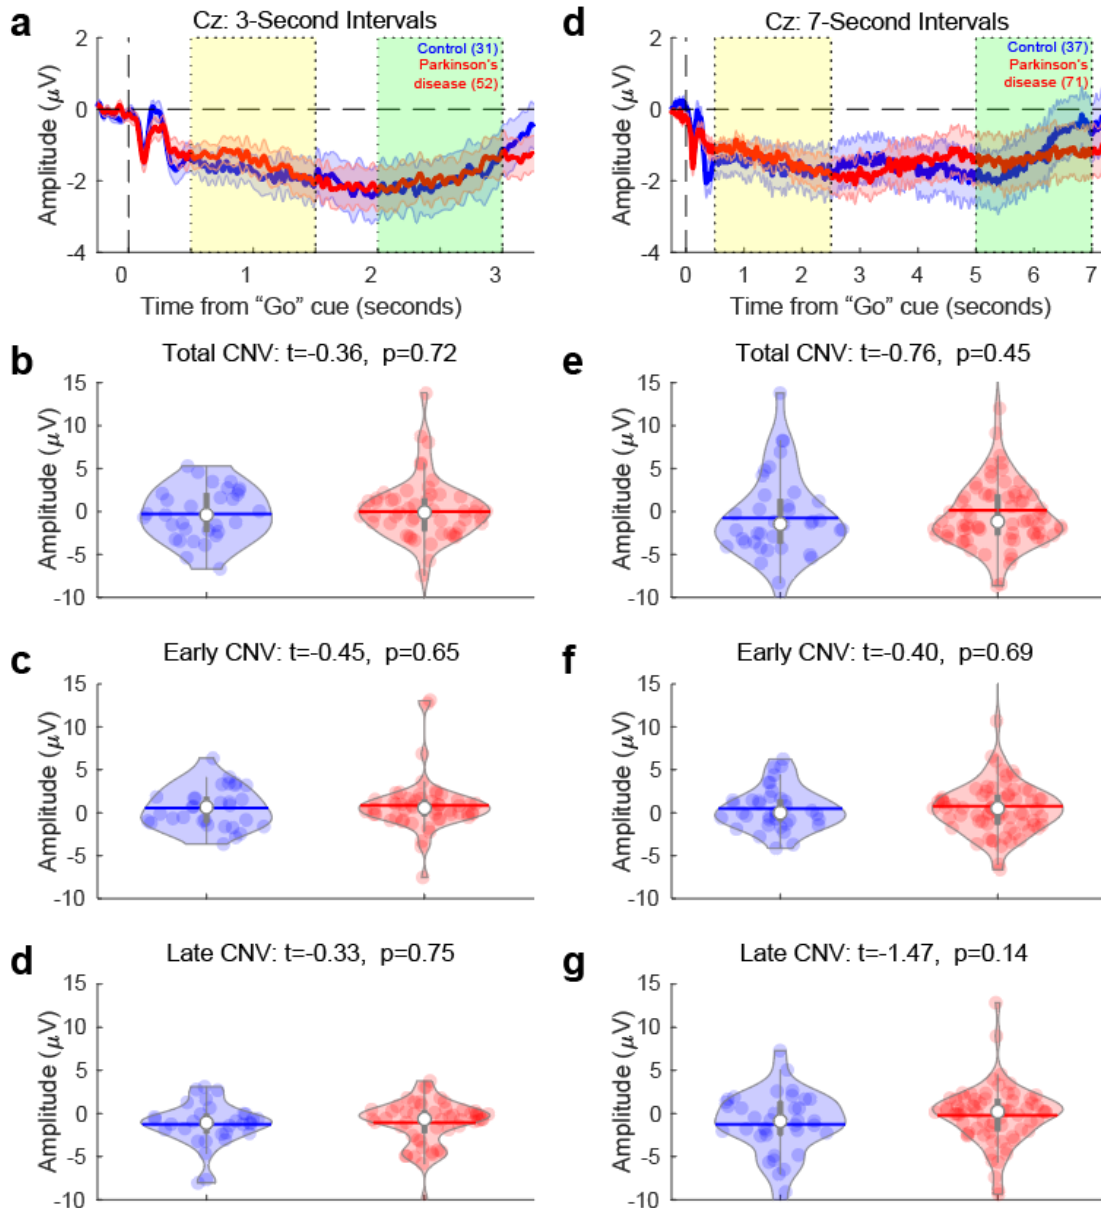 a
Cz: 3-Second Intervals
Control (31)
Parkinson's
disease (52)
2
0
-2
-4
Amplitude (μV)
0
1
2
3
Time from “Go” cue (seconds)
d
Cz: 7-Second Intervals
Control (37)
Parkinson's
disease (71)
2
0
-2
-4
Amplitude (μV)
0
1
2
3
4
5
6
7
Time from “Go” cue (seconds)
b
Total CNV: t=-0.36, p=0.72
15
10
5
0
-5
-10
Amplitude (μV)
e
Total CNV: t=-0.76, p=0.45
15
10
5
0
-5
-10
Amplitude (μV)
c
Early CNV: t=-0.45, p=0.65
15
10
5
0
-5
-10
Amplitude (μV)
f
Early CNV: t=-0.40, p=0.69
15
10
5
0
-5
-10
Amplitude (μV)
d
Late CNV: t=-0.33, p=0.75
15
10
5
0
-5
-10
Amplitude (μV)
g
Late CNV: t=-1.47, p=0.14
15
10
5
0
-5
-10
Amplitude (μV)